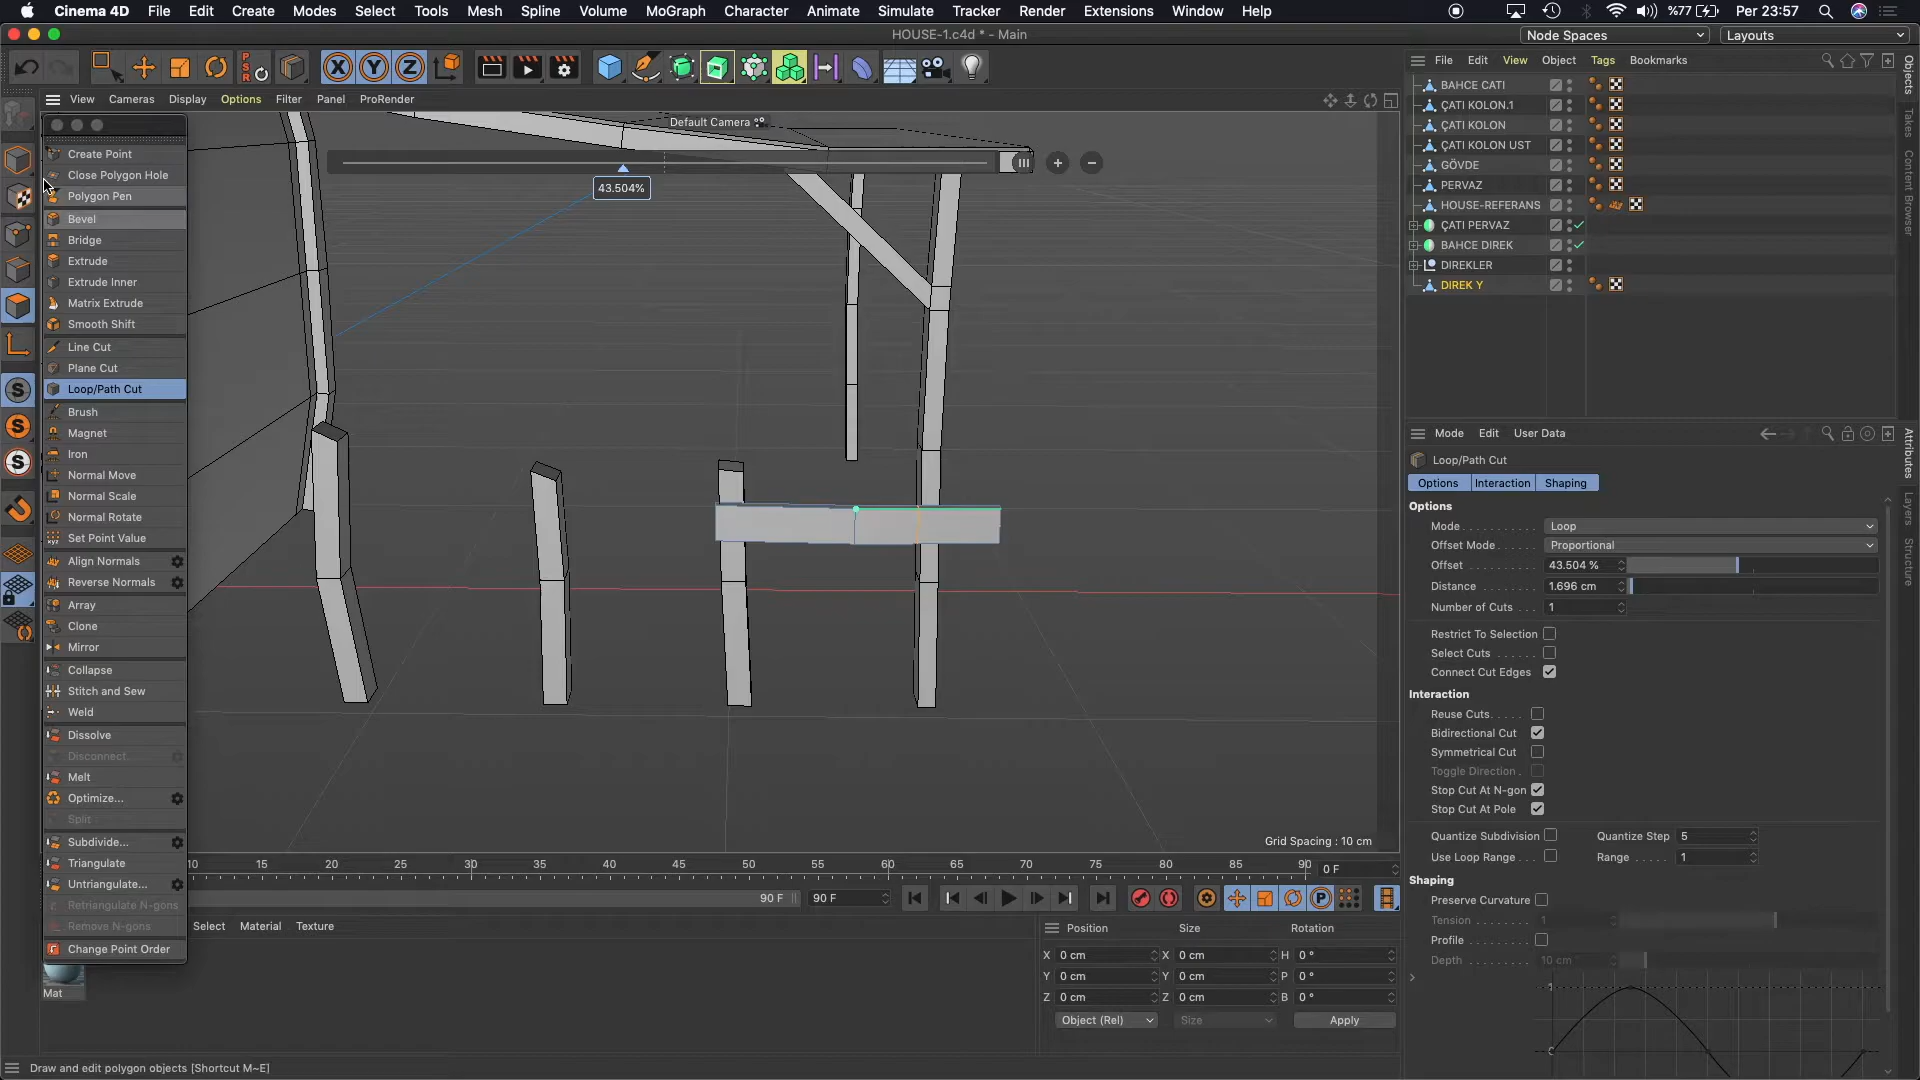 Cinema 4D File Edit Create Modes Select Tools Mesh Spline Volume MoGraph Character Animate Simulate Tracker Render Extensions Window Help %77 Per 23:57
HOUSE-1.c4d * - Main
Node Spaces
Layouts
View Cameras Display Options Filter Panel ProRender
Default Camera
43.504%
Create Point
Close Polygon Hole
Polygon Pen
Bevel
Bridge
Extrude
Extrude Inner
Matrix Extrude
Smooth Shift
Line Cut
Plane Cut
Loop/Path Cut
Brush
Magnet
Iron
Normal Move
Normal Scale
Normal Rotate
Set Point Value
Align Normals
Reverse Normals
Array
Clone
Mirror
Collapse
Stitch and Sew
Weld
Dissolve
Disconnect...
Melt
Optimize...
Split
Subdivide...
Triangulate
Untriangulate...
Retriangulate N-gons
Remove N-gons
Change Point Order
Grid Spacing : 10 cm
10 15 20 25 30 35 40 45 50 55 60 65 70 75 80 85 90 0 F
90 F 90 F
Select Material Texture
Mat
Position Size Rotation
X 0 cm X 0 cm H 0 °
Y 0 cm Y 0 cm P 0 °
Z 0 cm Z 0 cm B 0 °
Object (Rel) Size Apply
Draw and edit polygon objects [Shortcut M~E]
File Edit View Object Tags Bookmarks
BAHCE CATI
ÇATI KOLON.1
ÇATI KOLON
ÇATI KOLON UST
GÖVDE
PERVAZ
HOUSE-REFERANS
ÇATI PERVAZ
BAHCE DIREK
DIREKLER
DIREK Y
Objects
Takes
Content Browser
Mode Edit User Data
Loop/Path Cut
Options Interaction Shaping
Options
Mode Loop
Offset Mode Proportional
Offset 43.504 %
Distance 1.696 cm
Number of Cuts 1
Restrict To Selection
Select Cuts
Connect Cut Edges
Interaction
Reuse Cuts
Bidirectional Cut
Symmetrical Cut
Toggle Direction
Stop Cut At N-gon
Stop Cut At Pole
Quantize Subdivision Quantize Step 5
Use Loop Range Range 1
Shaping
Preserve Curvature
Tension 1
Profile
Depth 10 cm
Attributes
Layers
Structure